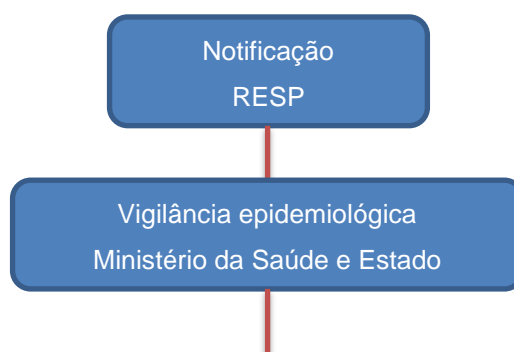 Notificação
RESP
Vigilância epidemiológica
Ministério da Saúde e Estado